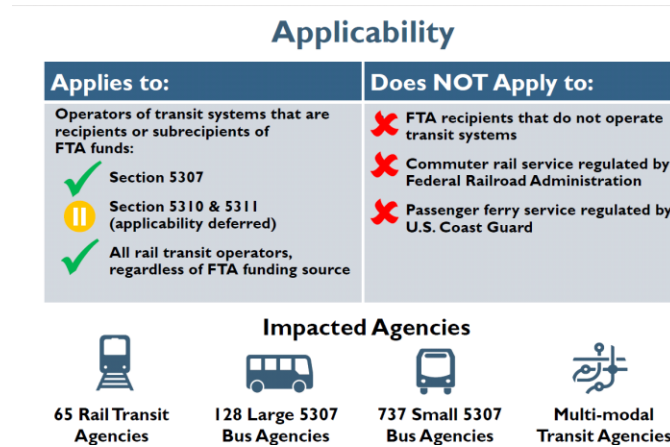 Applicability
Applies to:
Does NOT Apply to:
Operators of transit systems that are
recipients or subrecipients of
FTA funds:
Section 5307
Section 5310 & 5311
(applicability deferred)
All rail transit operators,
regardless of FTA funding source
FTA recipients that do not operate
transit systems
Commuter rail service regulated by
Federal Railroad Administration
Passenger ferry service regulated by
U.S. Coast Guard
Impacted Agencies
65 Rail Transit
Agencies
128 Large 5307
Bus Agencies
737 Small 5307
Bus Agencies
Multi-modal
Transit Agencies